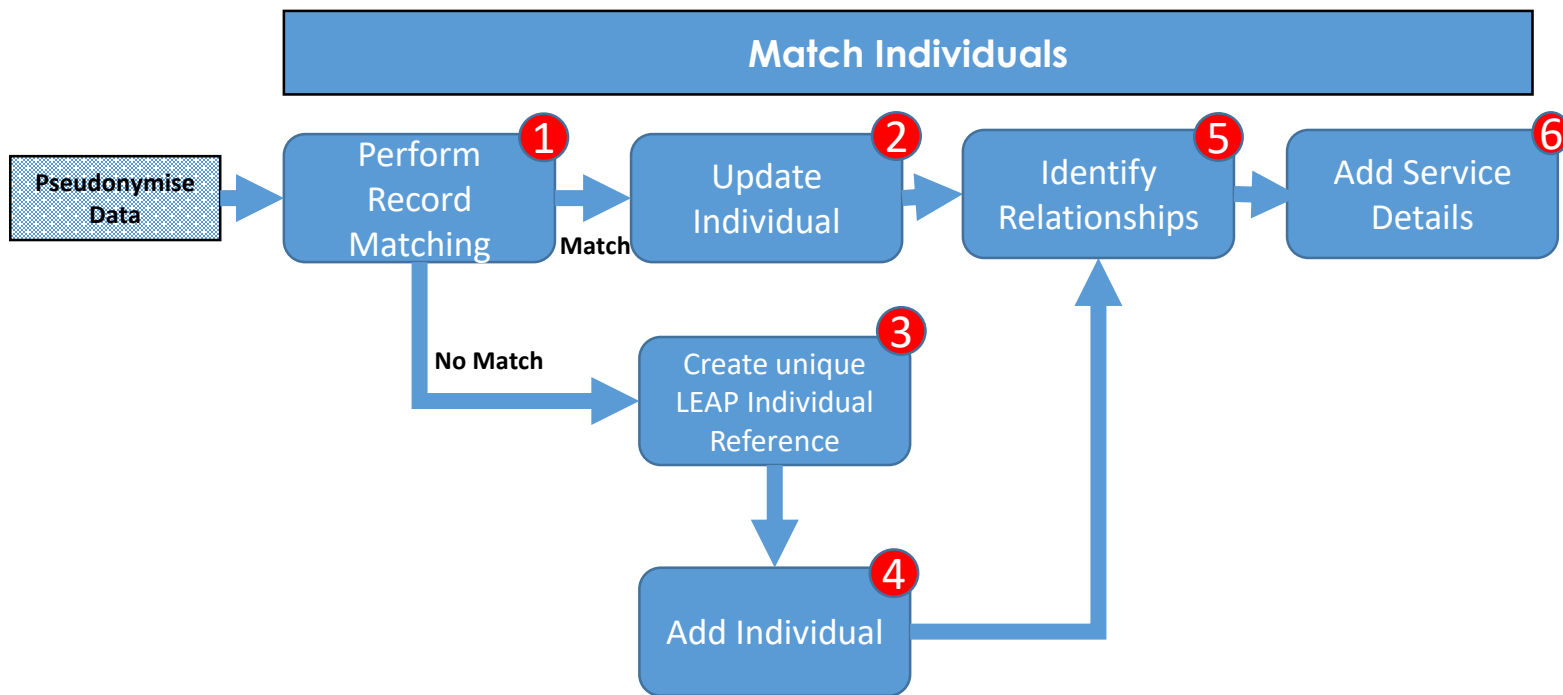 Match Individuals
Pseudonymise
Data
1
Perform
Record
Matching
Match
2
Update
Individual
5
Identify
Relationships
6
Add Service
Details
No Match
3
Create unique
LEAP Individual
Reference
4
Add Individual